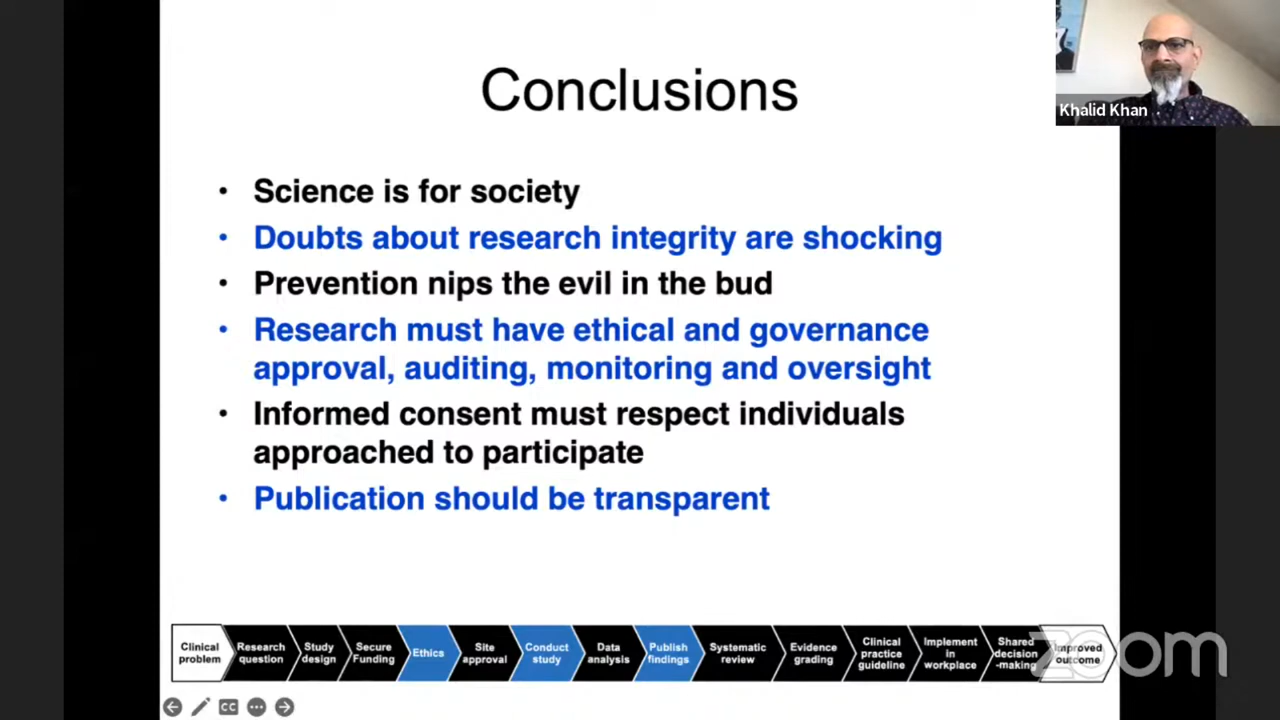 Conclusions
Khalid Khan
• Science is for society
• Doubts about research integrity are shocking
• Prevention nips the evil in the bud
• Research must have ethical and governance
approval, auditing, monitoring and oversight
• Informed consent must respect individuals
approached to participate
• Publication should be transparent
Clinical
problem
Research
question
Study
design
Secure
Funding
Ethics
Site
approval
Conduct
study
Data
analysis
Publish
findings
Systematic
review
Evidence
grading
Clinical
practice
guideline
Implement
in
workplace
Shared
decision
-making
Improved
outcome
zoom
CC